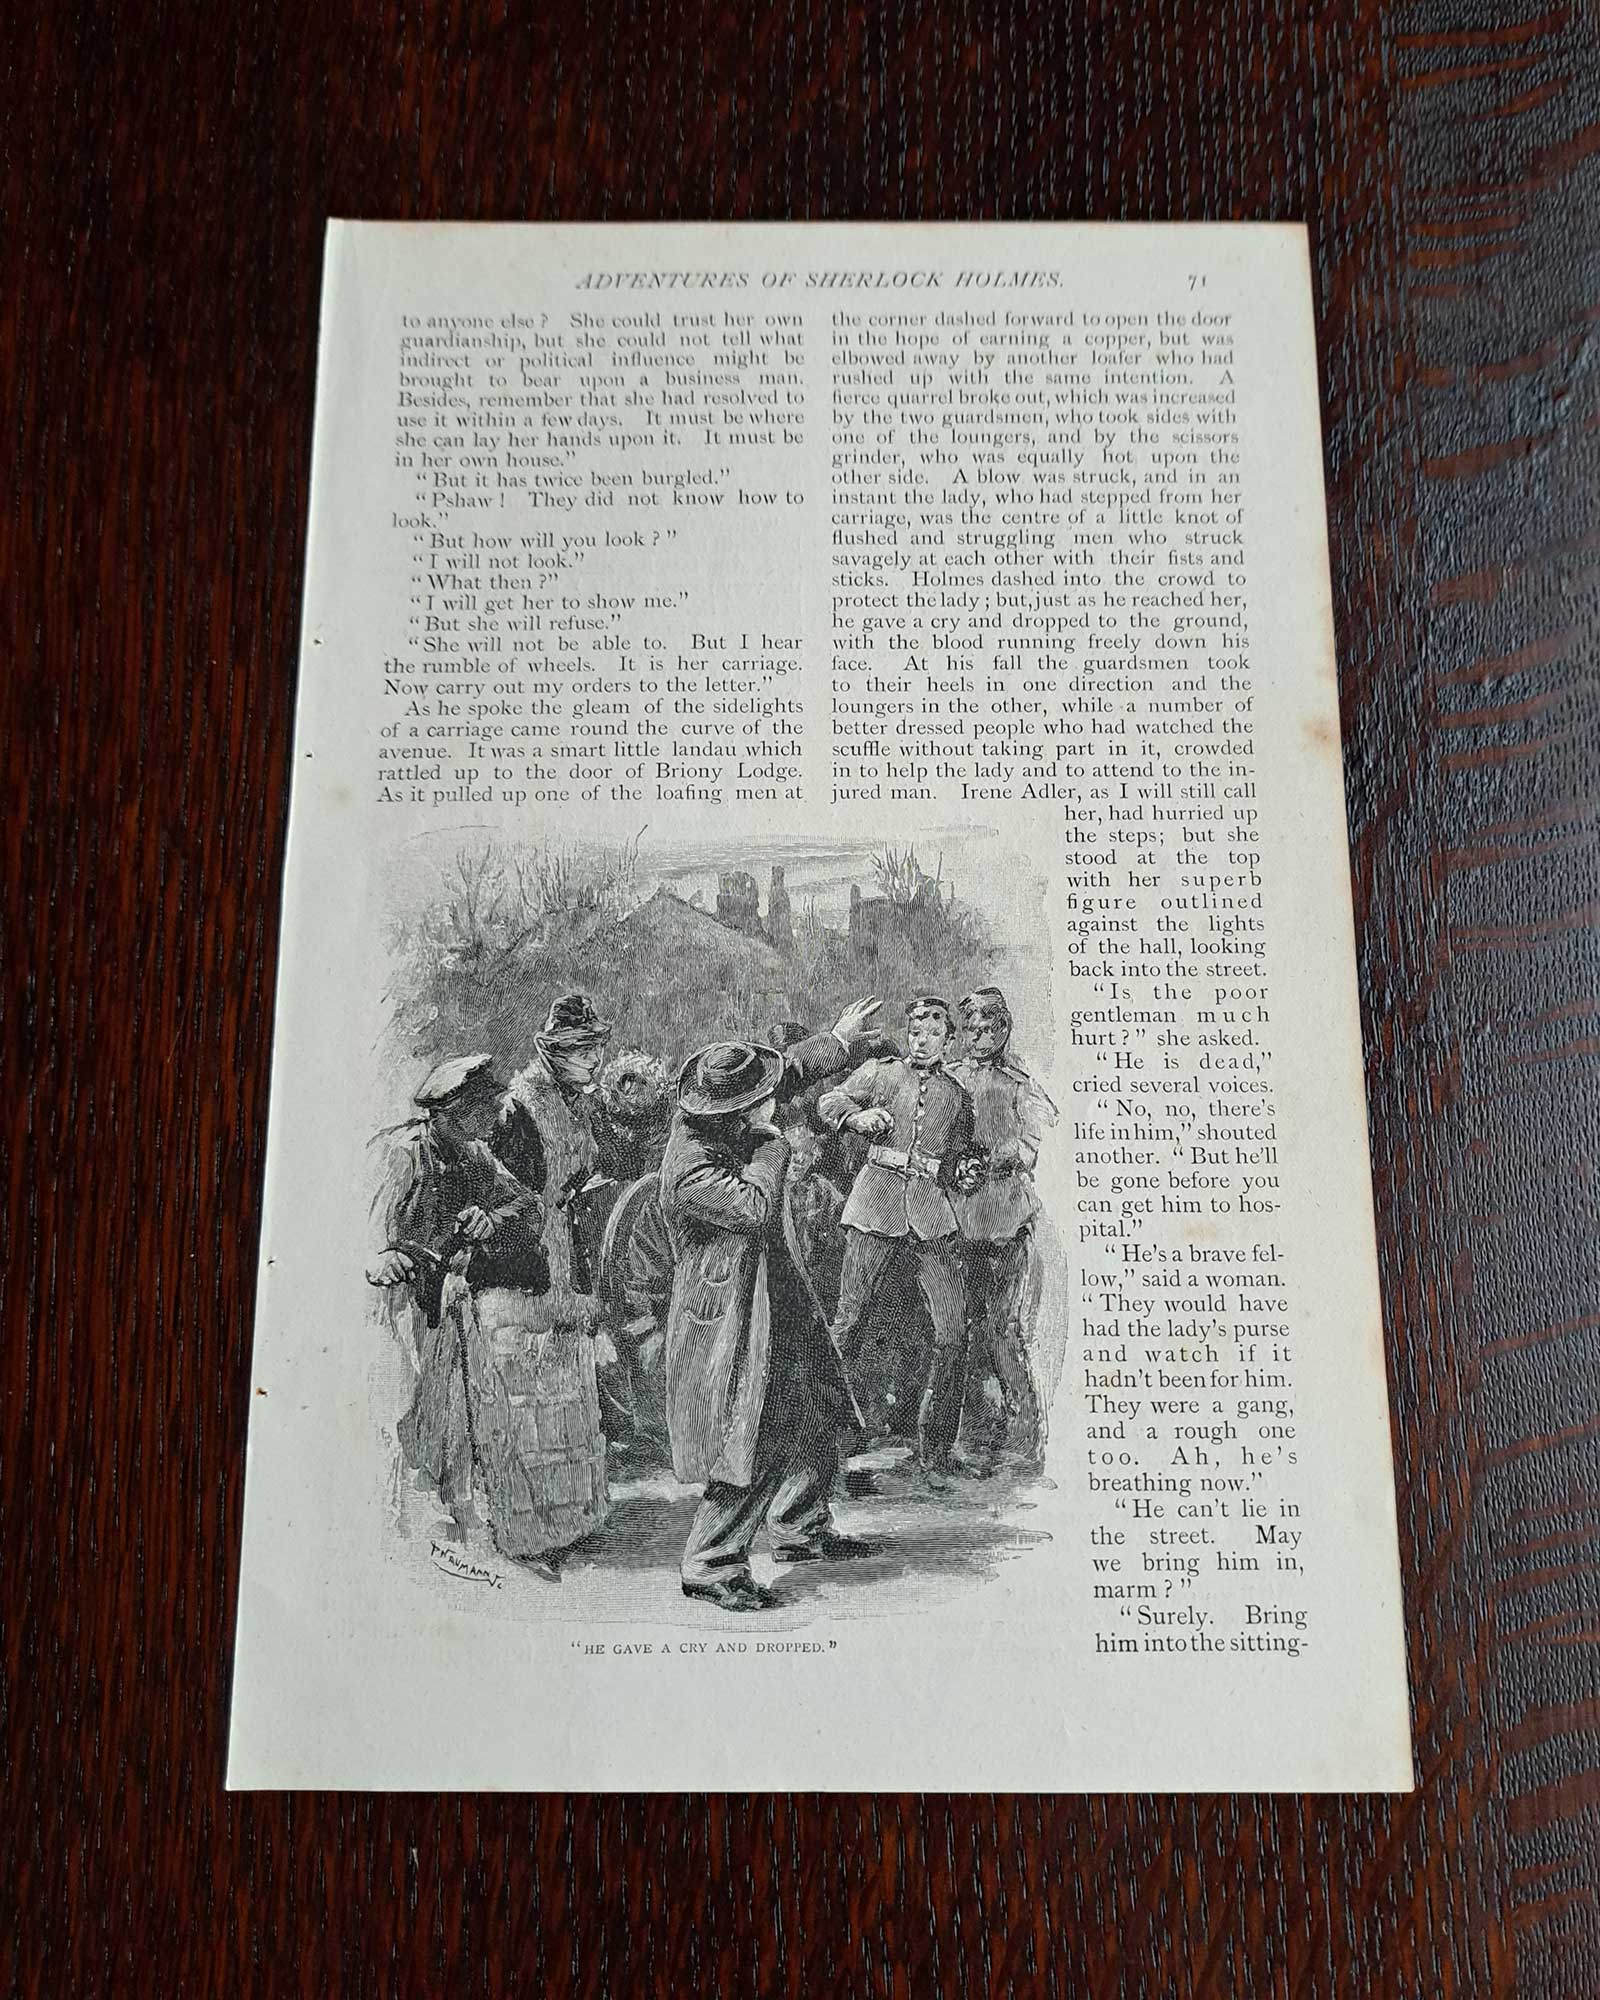 ADVENTURES OF SHERLOCK HOLMES. 71
to anyone else ? She could trust her own
guardianship, but she could not tell what
indirect or political influence might be
brought to bear upon a business man.
Besides, remember that she had resolved to
use it within a few days. It must be where
she can lay her hands upon it. It must be
in her own house."
"But it has twice been burgled."
"Pshaw ! They did not know how to
look."
"But how will you look ? "
"I will not look."
"What then ?"
"I will get her to show me."
"But she will refuse."
"She will not be able to. But I hear
the rumble of wheels. It is her carriage.
Now carry out my orders to the letter."
As he spoke the gleam of the sidelights
of a carriage came round the curve of the
avenue. It was a smart little landau which
rattled up to the door of Briony Lodge.
As it pulled up one of the loafing men at
the corner dashed forward to open the door
in the hope of earning a copper, but was
elbowed away by another loafer who had
rushed up with the same intention. A
fierce quarrel broke out, which was increased
by the two guardsmen, who took sides with
one of the loungers, and by the scissors
grinder, who was equally hot upon the
other side. A blow was struck, and in an
instant the lady, who had stepped from her
carriage, was the centre of a little knot of
flushed and struggling men who struck
savagely at each other with their fists and
sticks. Holmes dashed into the crowd to
protect the lady ; but, just as he reached her,
he gave a cry and dropped to the ground,
with the blood running freely down his
face. At his fall the guardsmen took
to their heels in one direction and the
loungers in the other, while a number of
better dressed people who had watched the
scuffle without taking part in it, crowded
in to help the lady and to attend to the in-
jured man. Irene Adler, as I will still call
her, had hurried up
the steps; but she
stood at the top
with her superb
figure outlined
against the lights
of the hall, looking
back into the street.
"Is the poor
gentleman much
hurt ? " she asked.
"He is dead,"
cried several voices.
"No, no, there's
life in him," shouted
another. "But he'll
be gone before you
can get him to hos-
pital."
"He's a brave fel-
low," said a woman.
"They would have
had the lady's purse
and watch if it
hadn't been for him.
They were a gang,
and a rough one
too. Ah, he's
breathing now."
"He can't lie in
the street. May
we bring him in,
marm ? "
"Surely. Bring
him into the sitting-
P NAUMANN Sc
"HE GAVE A CRY AND DROPPED."